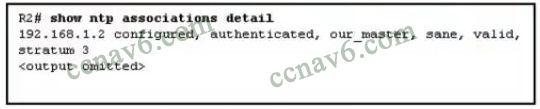 R2# show ntp associations detail
192.168.1.2 configured, authenticated, our_master, sane, valid,
stratum 3
<output omitted>
ccnav6.com
ccnav6.com